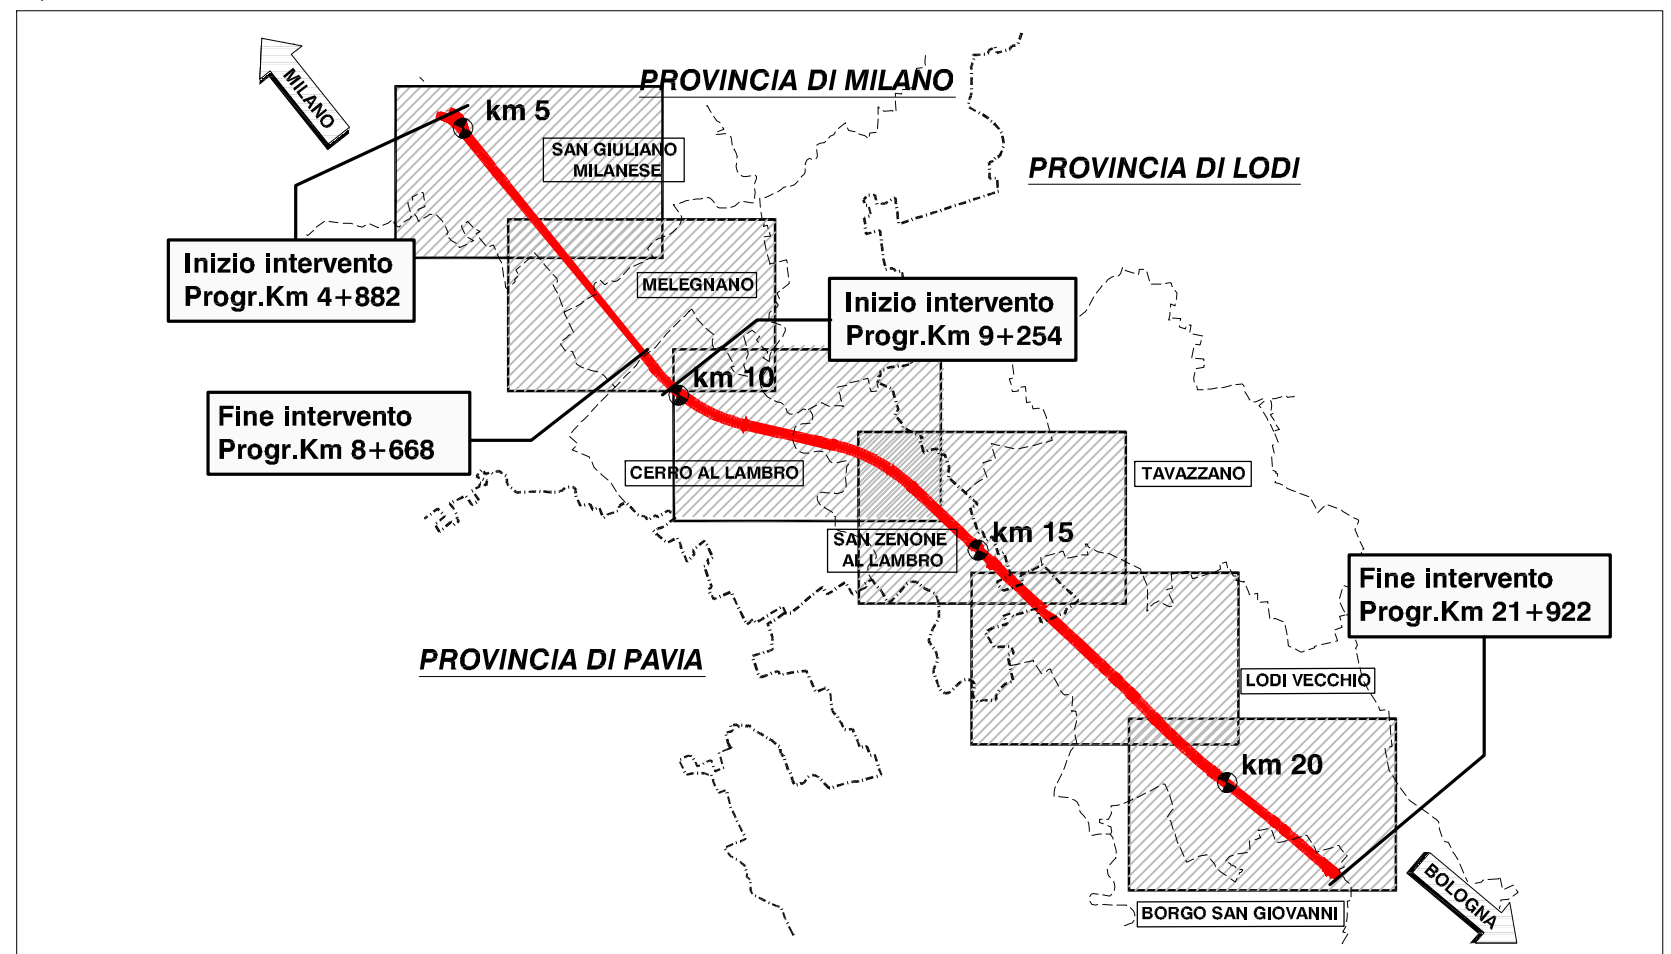 MILANO
PROVINCIA DI MILANO
km 5
SAN GIULIANO
MILANESE
PROVINCIA DI LODI
Inizio intervento
Progr.Km 4+882
MELEGNANO
Inizio intervento
Progr.Km 9+254
km 10
Fine intervento
Progr.Km 8+668
CERRO AL LAMBRO
TAVAZZANO
SAN ZENONE
AL LAMBRO
km 15
Fine intervento
Progr.Km 21+922
PROVINCIA DI PAVIA
LODI VECCHIO
km 20
BORGO SAN GIOVANNI
BOLOGNA